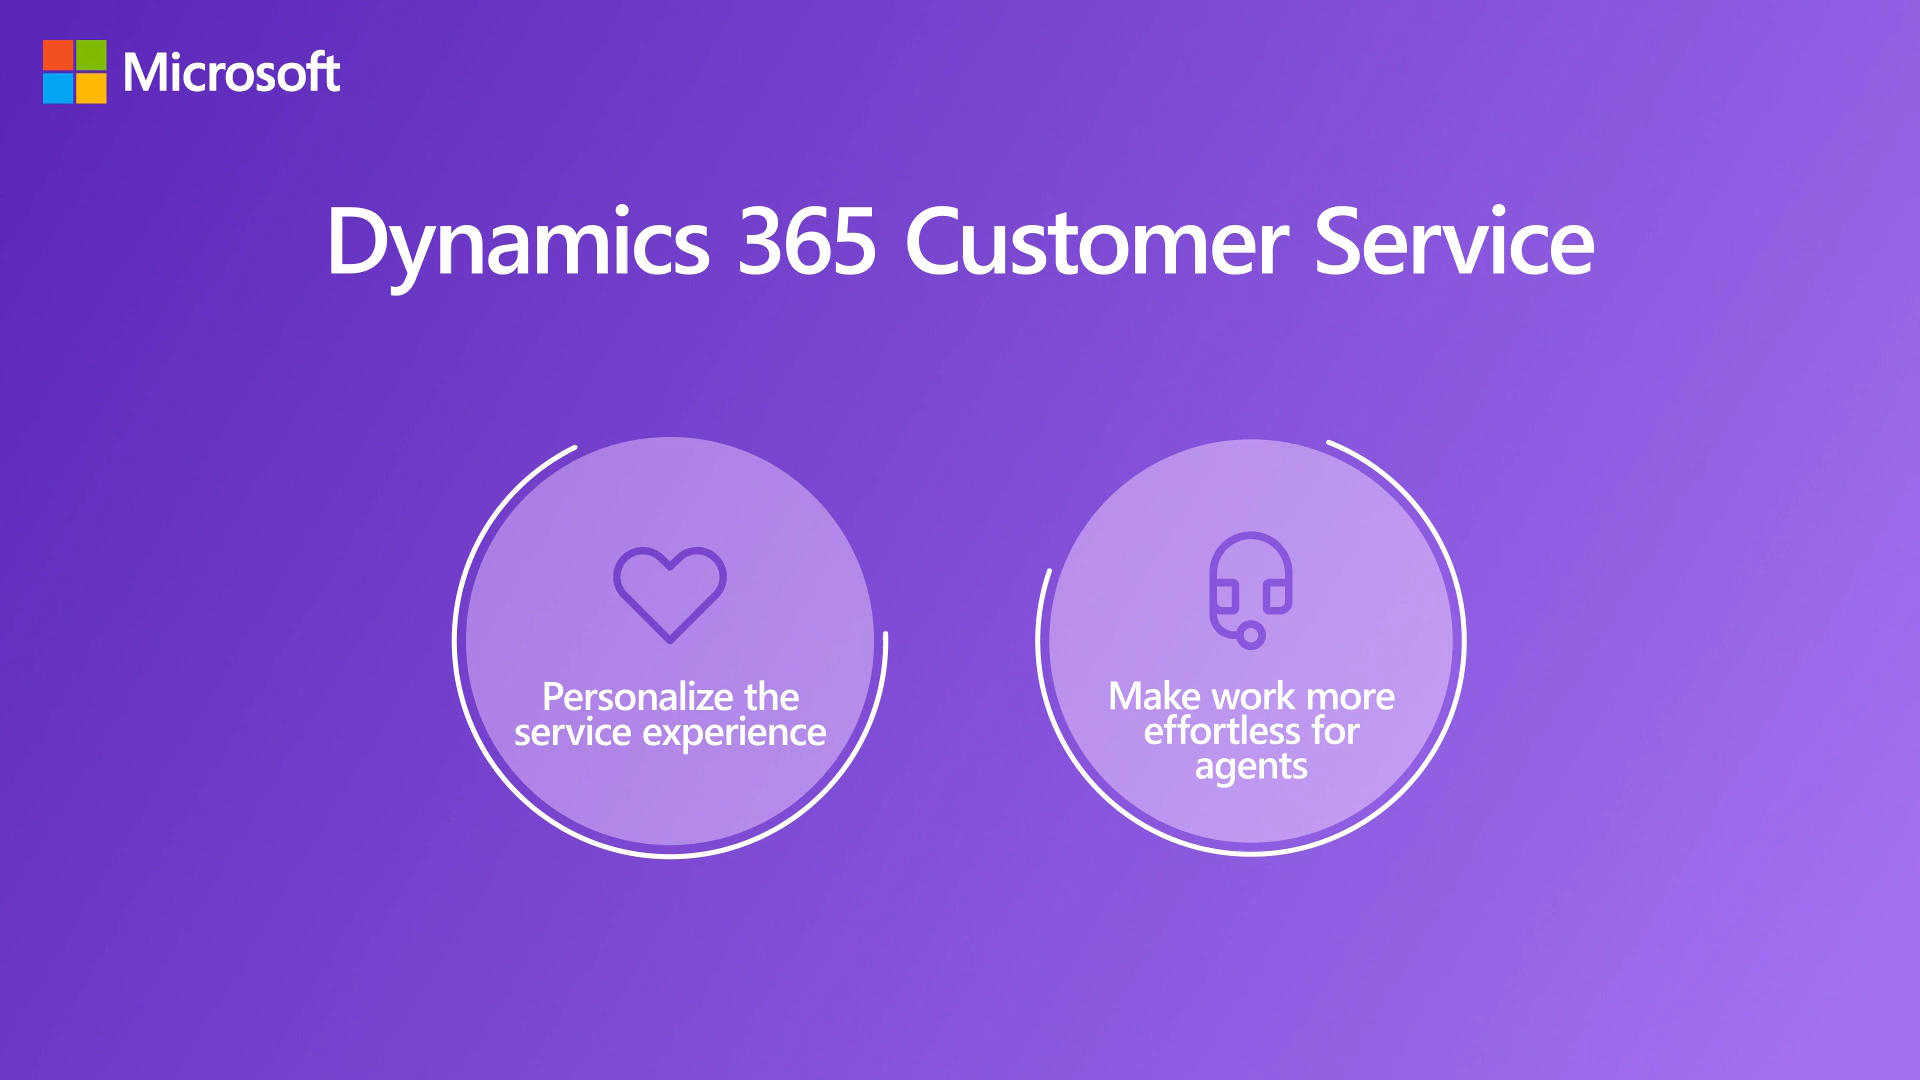 Microsoft
Dynamics 365 Customer Service
Personalize the
service experience
Make work more
effortless for
agents